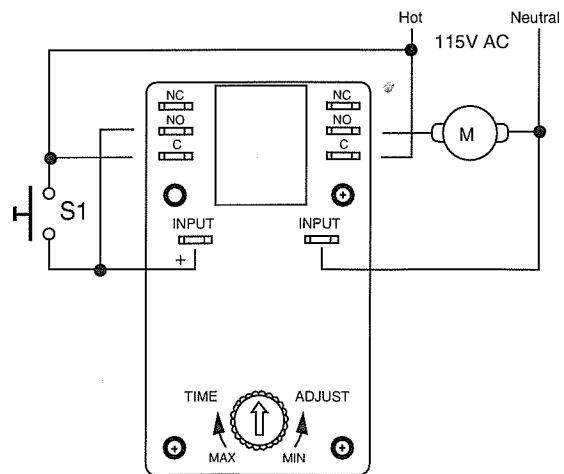 Hot Neutral
115V AC
NC NC
NO NO
M
C C
S1
INPUT INPUT
+
TIME ADJUST
MAX MIN